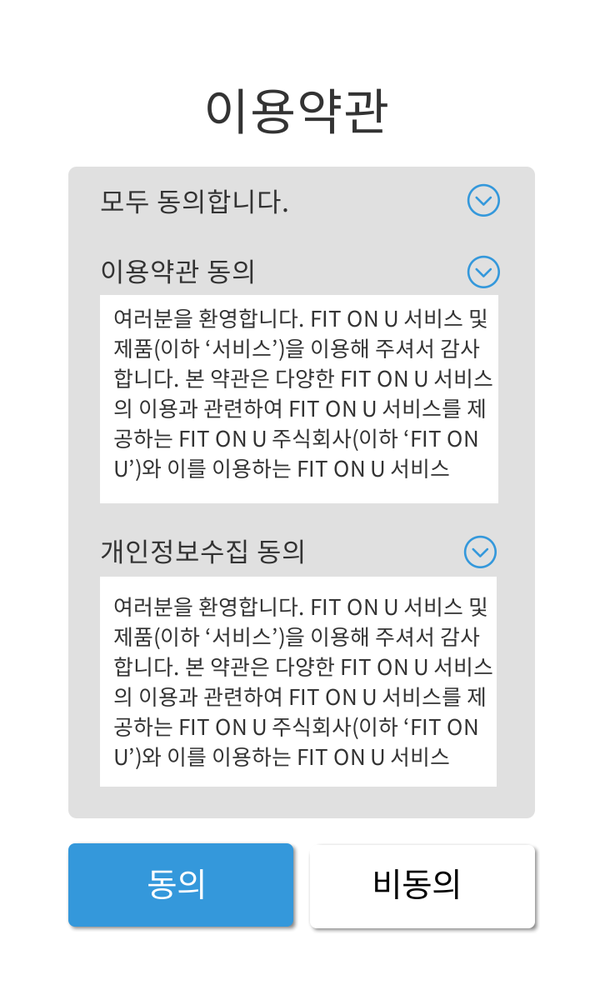 이용약관
모두 동의합니다.
이용약관 동의
여러분을 환영합니다. FIT ON U 서비스 및
제품(이하 ‘서비스’)을 이용해 주셔서 감사
합니다. 본 약관은 다양한 FIT ON U 서비스
의 이용과 관련하여 FIT ON U 서비스를 제
공하는 FIT ON U 주식회사(이하 ‘FIT ON
U’)와 이를 이용하는 FIT ON U 서비스
개인정보수집 동의
여러분을 환영합니다. FIT ON U 서비스 및
제품(이하 ‘서비스’)을 이용해 주셔서 감사
합니다. 본 약관은 다양한 FIT ON U 서비스
의 이용과 관련하여 FIT ON U 서비스를 제
공하는 FIT ON U 주식회사(이하 ‘FIT ON
U’)와 이를 이용하는 FIT ON U 서비스
동의
비동의